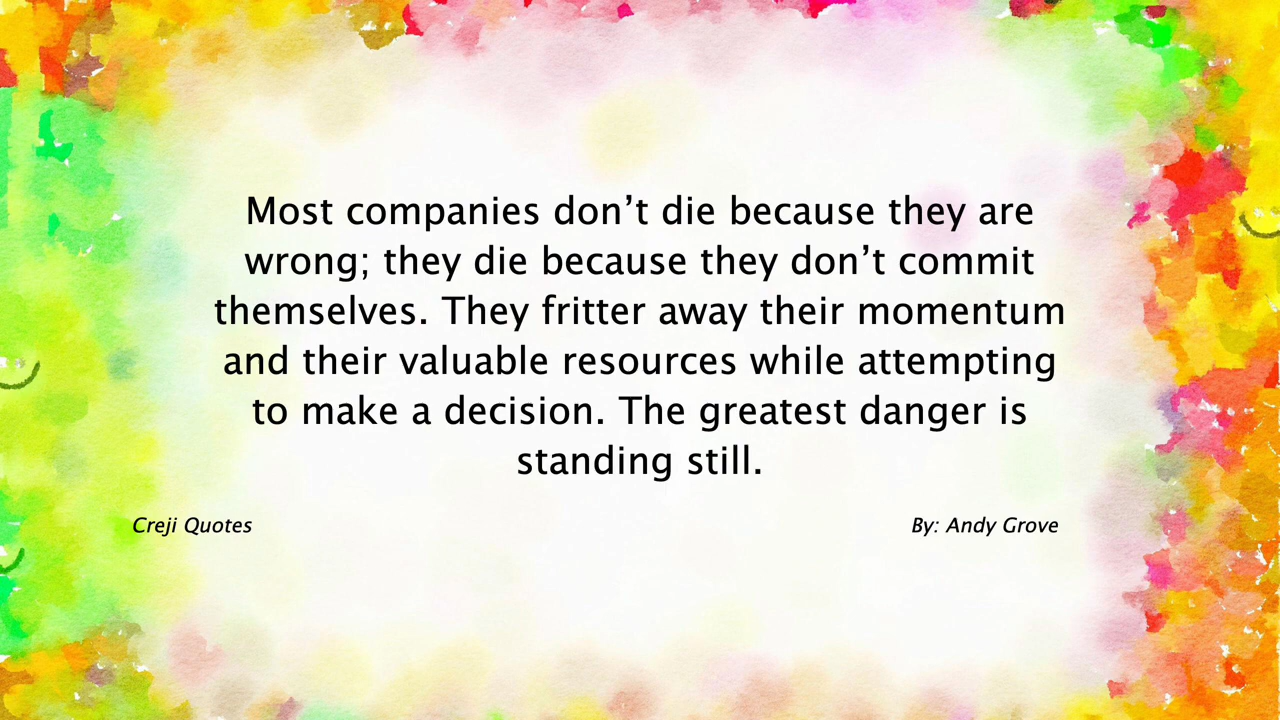 Most companies don’t die because they are
wrong; they die because they don’t commit
themselves. They fritter away their momentum
and their valuable resources while attempting
to make a decision. The greatest danger is
standing still.
Creji Quotes
By: Andy Grove